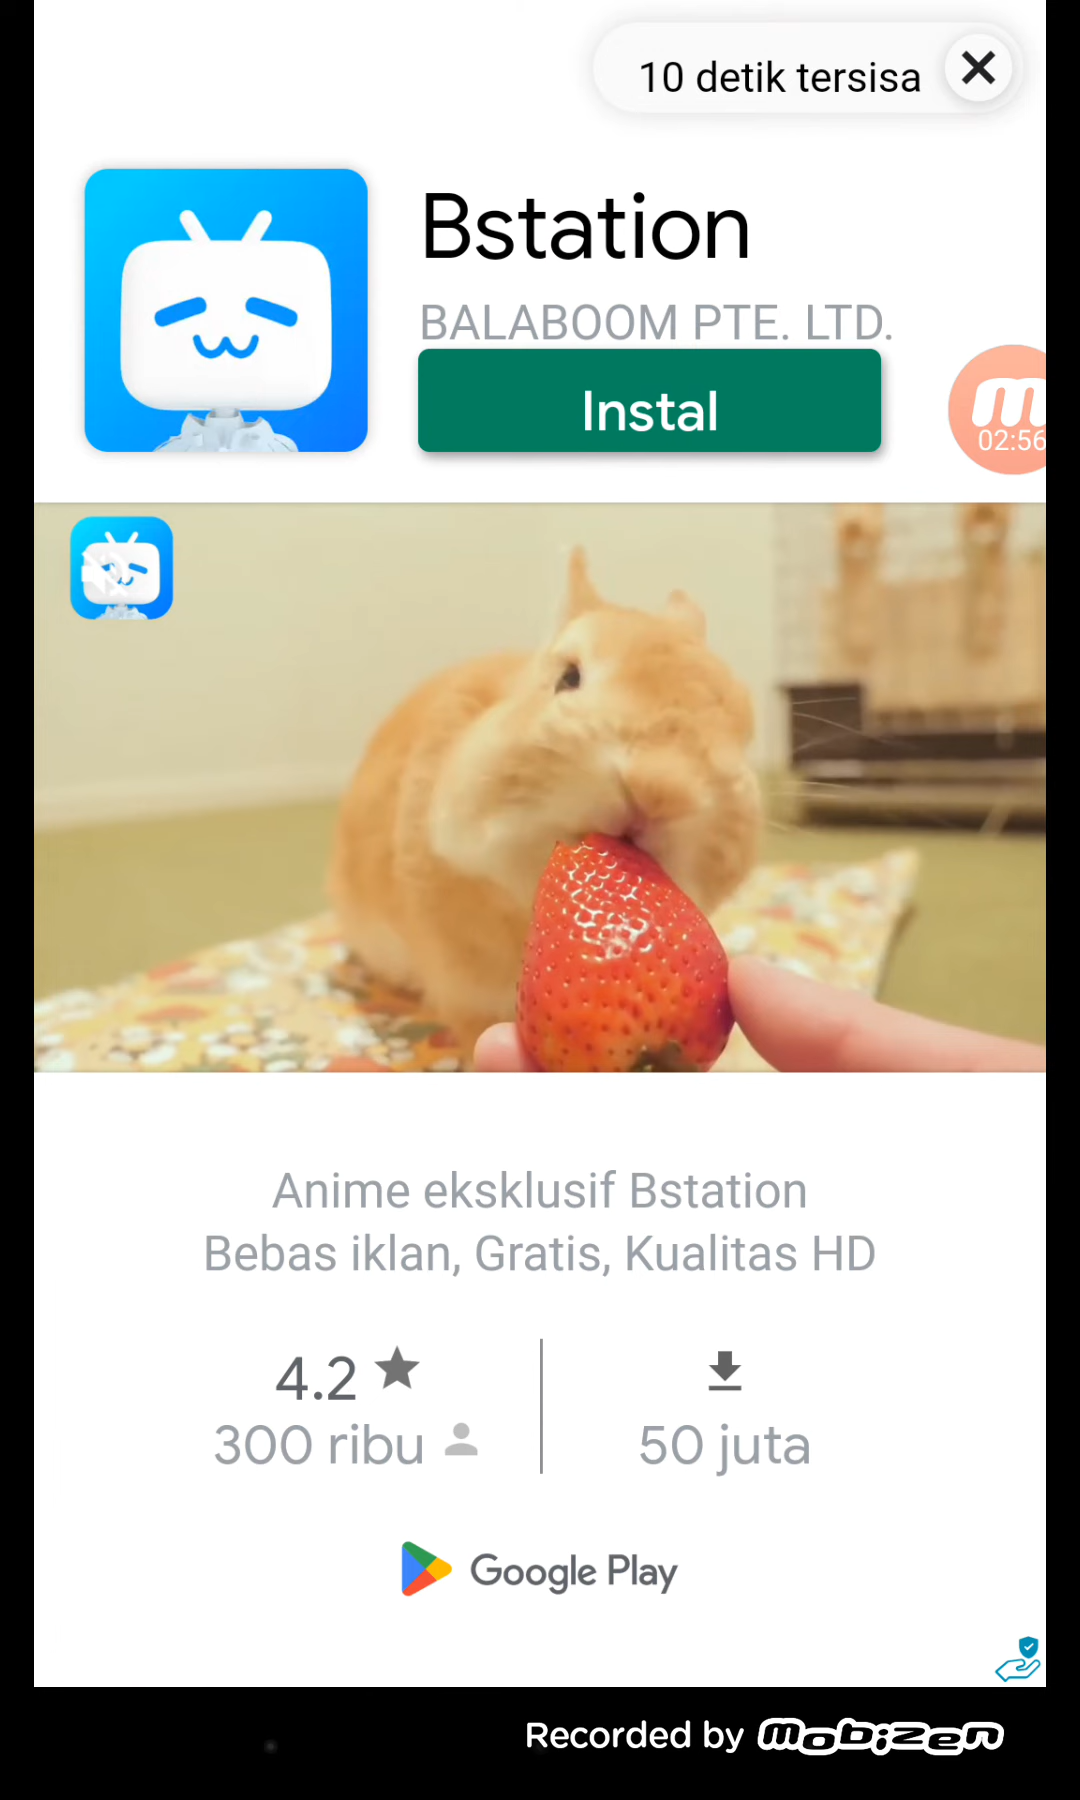 10 detik tersisa
Bstation
BALABOOM PTE. LTD.
Instal
02:56
Anime eksklusif Bstation
Bebas iklan, Gratis, Kualitas HD
4.2
300 ribu
50 juta
Google Play
Recorded by mobizen